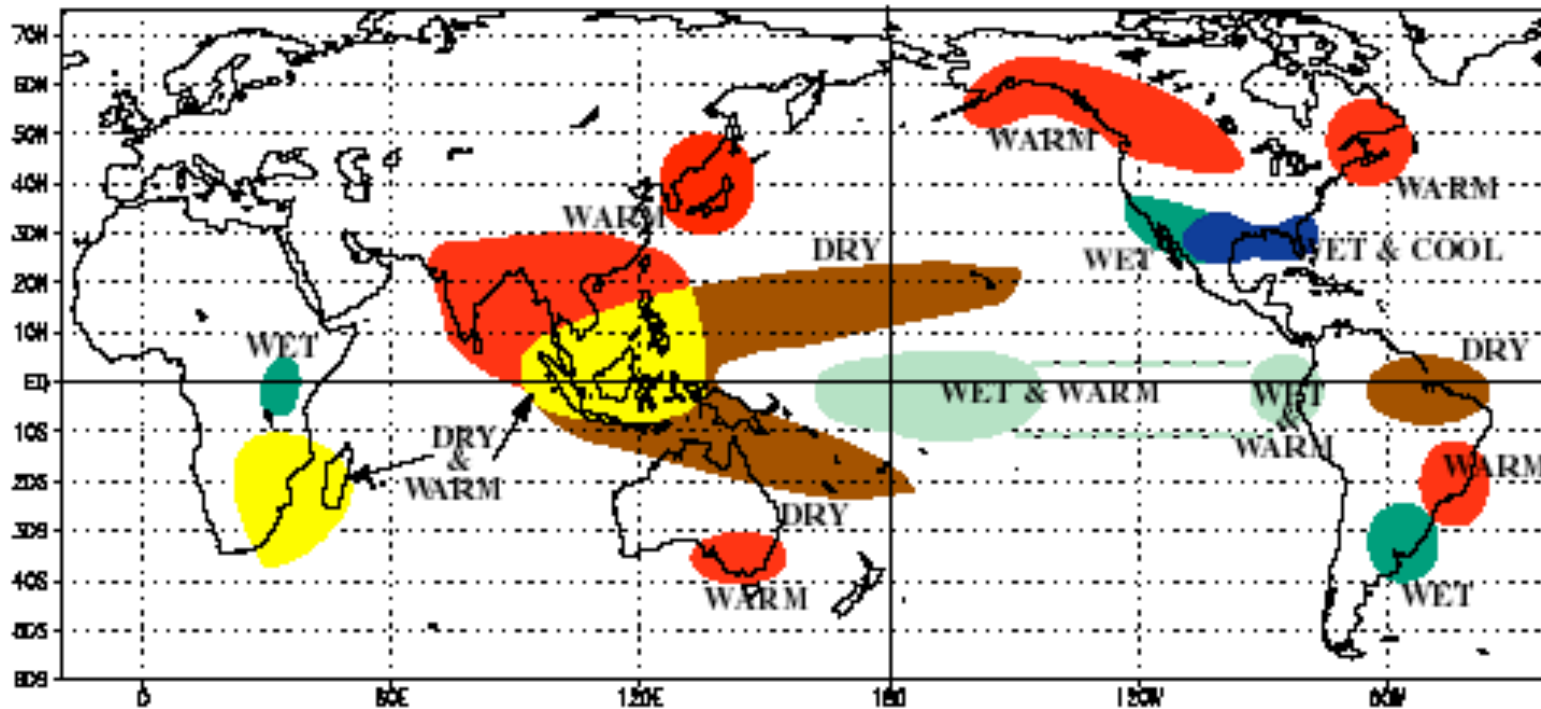 70N
60N
50N
40N
30N
20N
10N
EQ
10S
20S
30S
40S
50S
60S
0
60E
120E
180
120W
60W
WARM
WARM
WARM
DRY
WET
WET & COOL
WET
DRY
WET & WARM
WET
&
WARM
DRY
&
WARM
WARM
DRY
WARM
WET